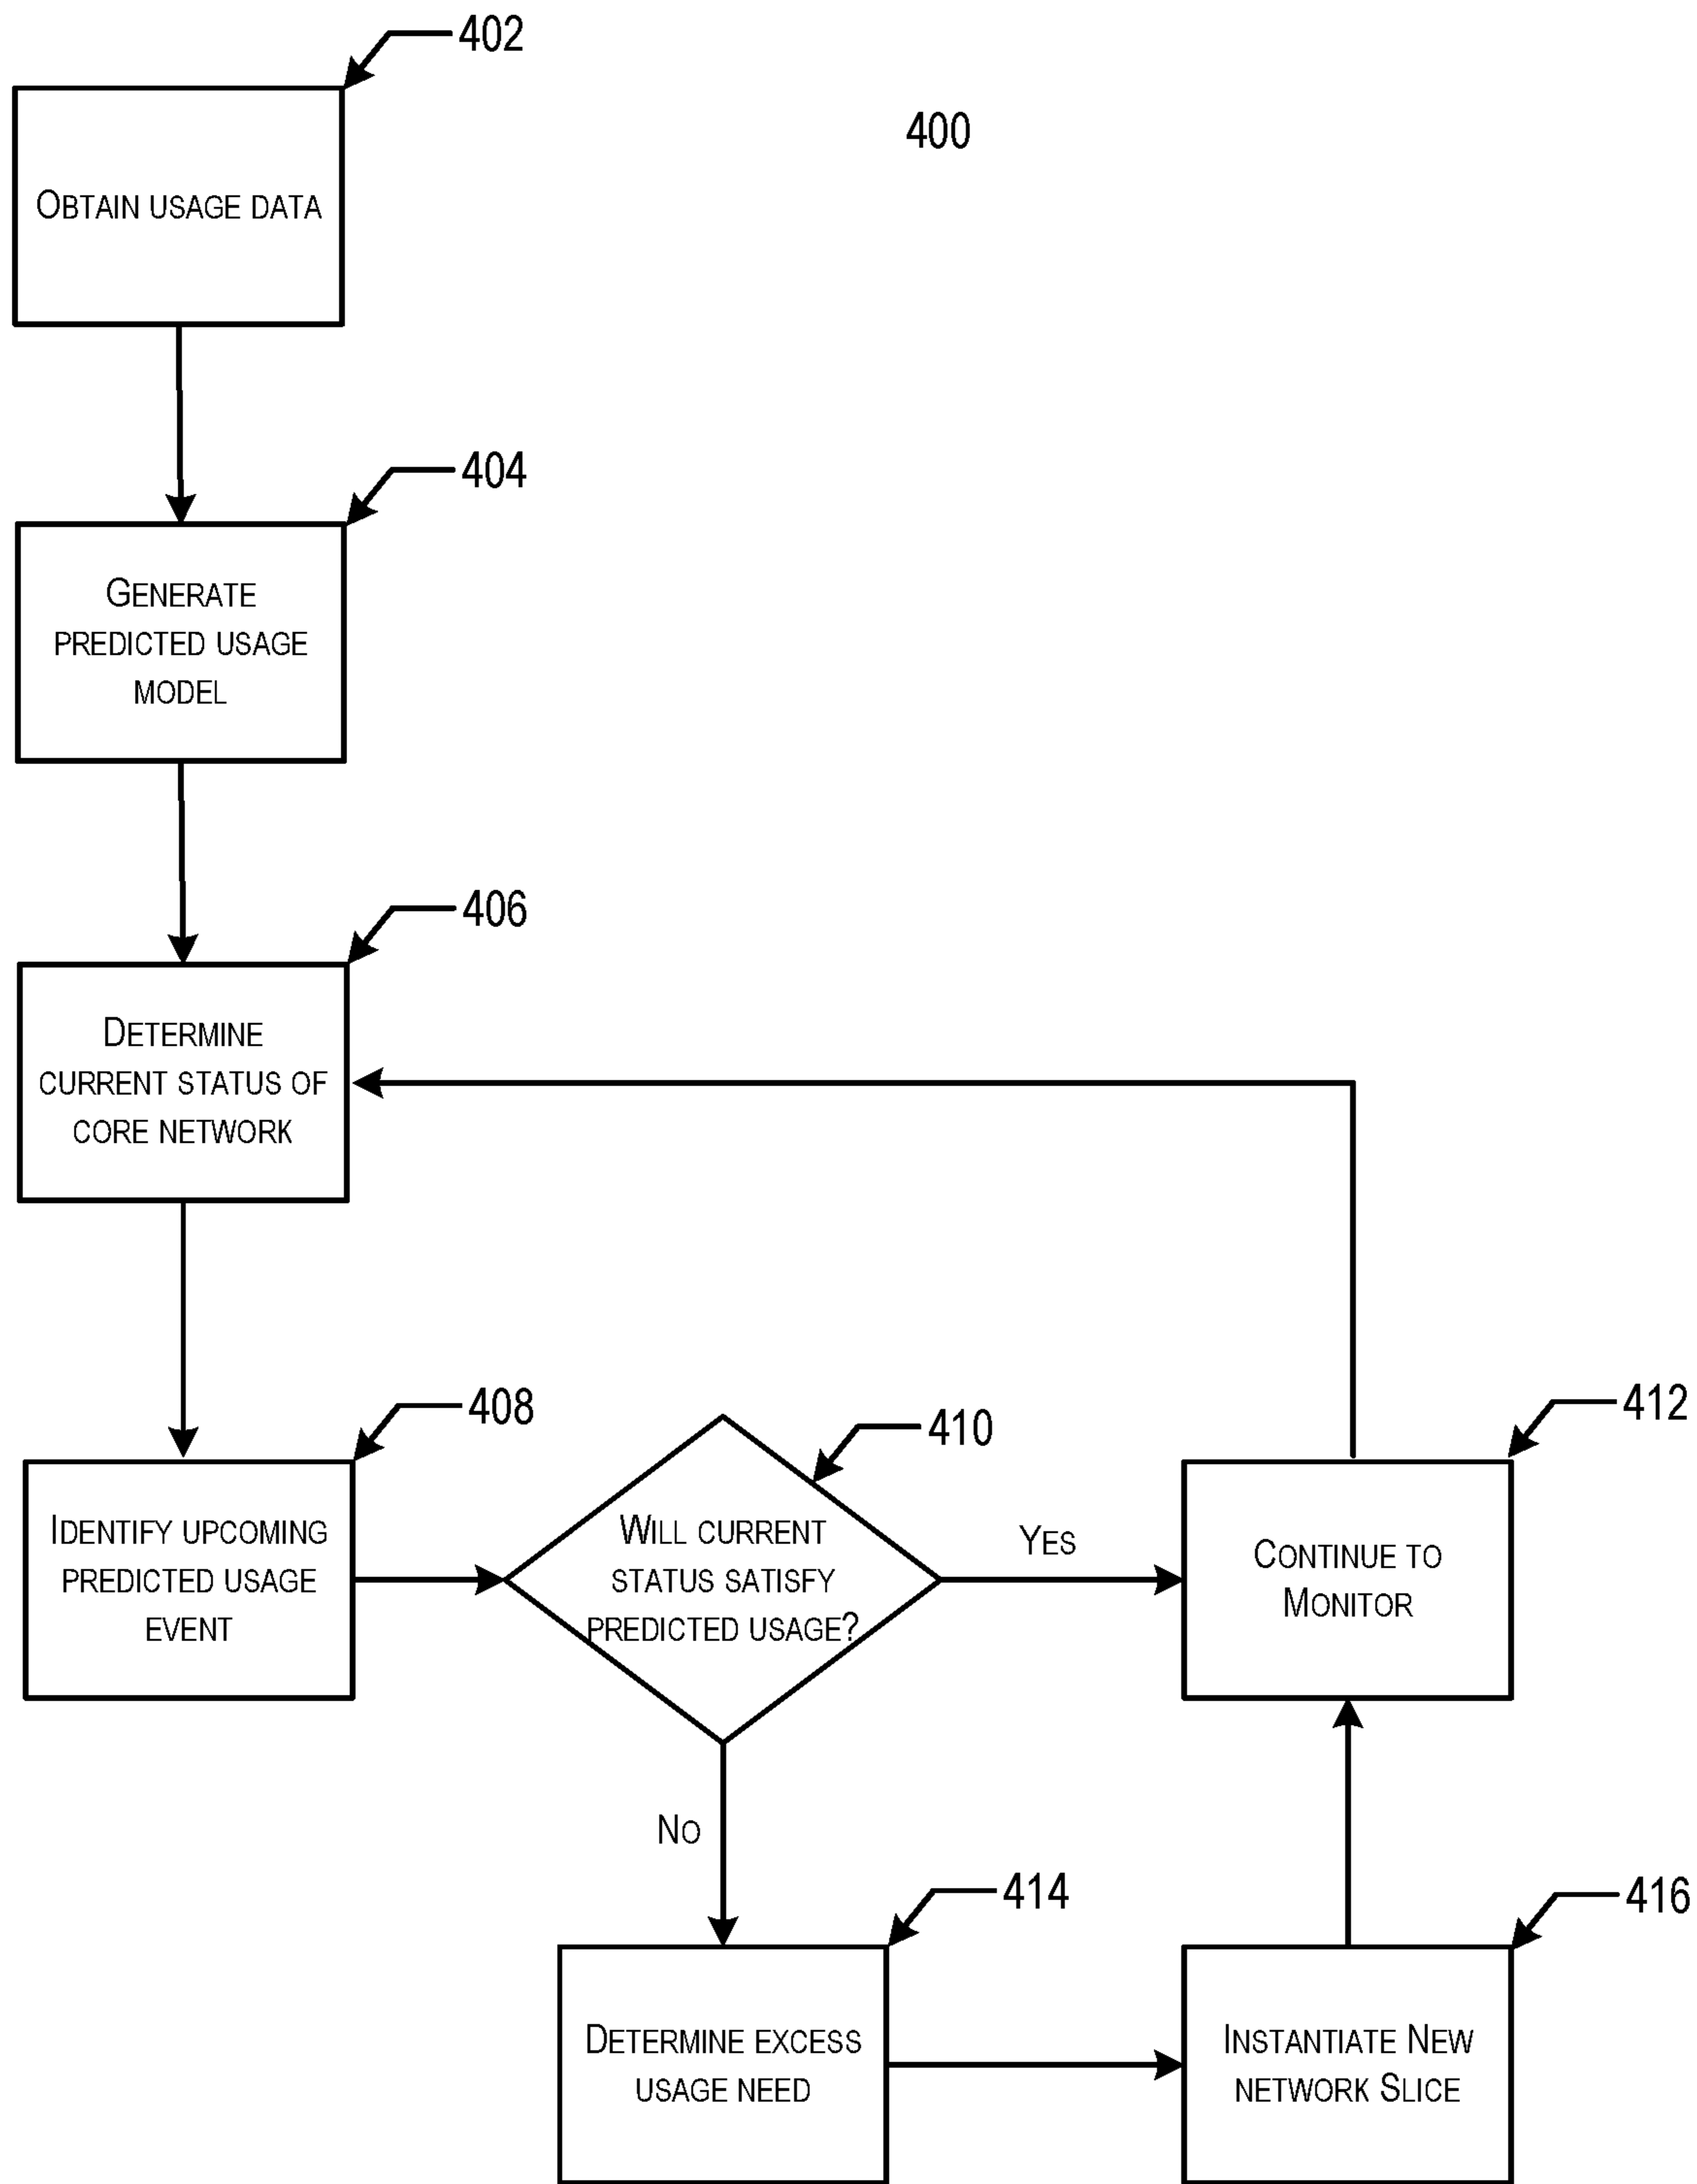 402
400
Obtain usage data
404
Generate
predicted usage
model
406
Determine
current status of
core network
408
410
412
Identify upcoming
predicted usage
event
Will current
status satisfy
predicted usage?
Yes
Continue to
Monitor
No
414
416
Determine excess
usage need
Instantiate New
network Slice